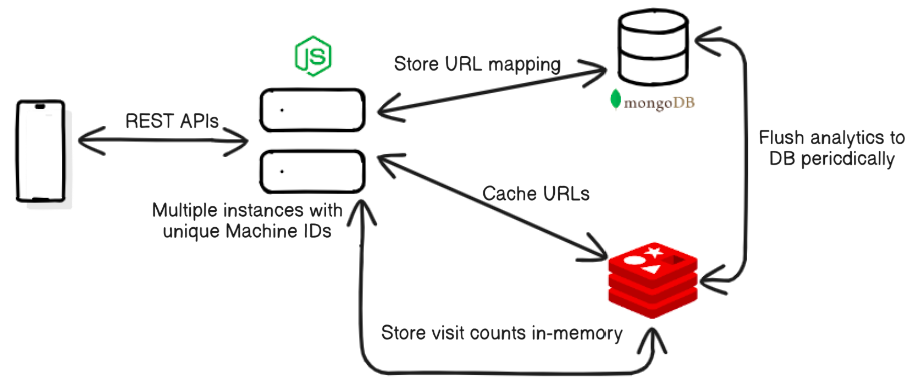 JS
Store URL mapping
mongoDB
REST APIs
Flush analytics to
DB pericdically
Cache URLs
Multiple instances with
unique Machine IDs
Store visit counts in-memory